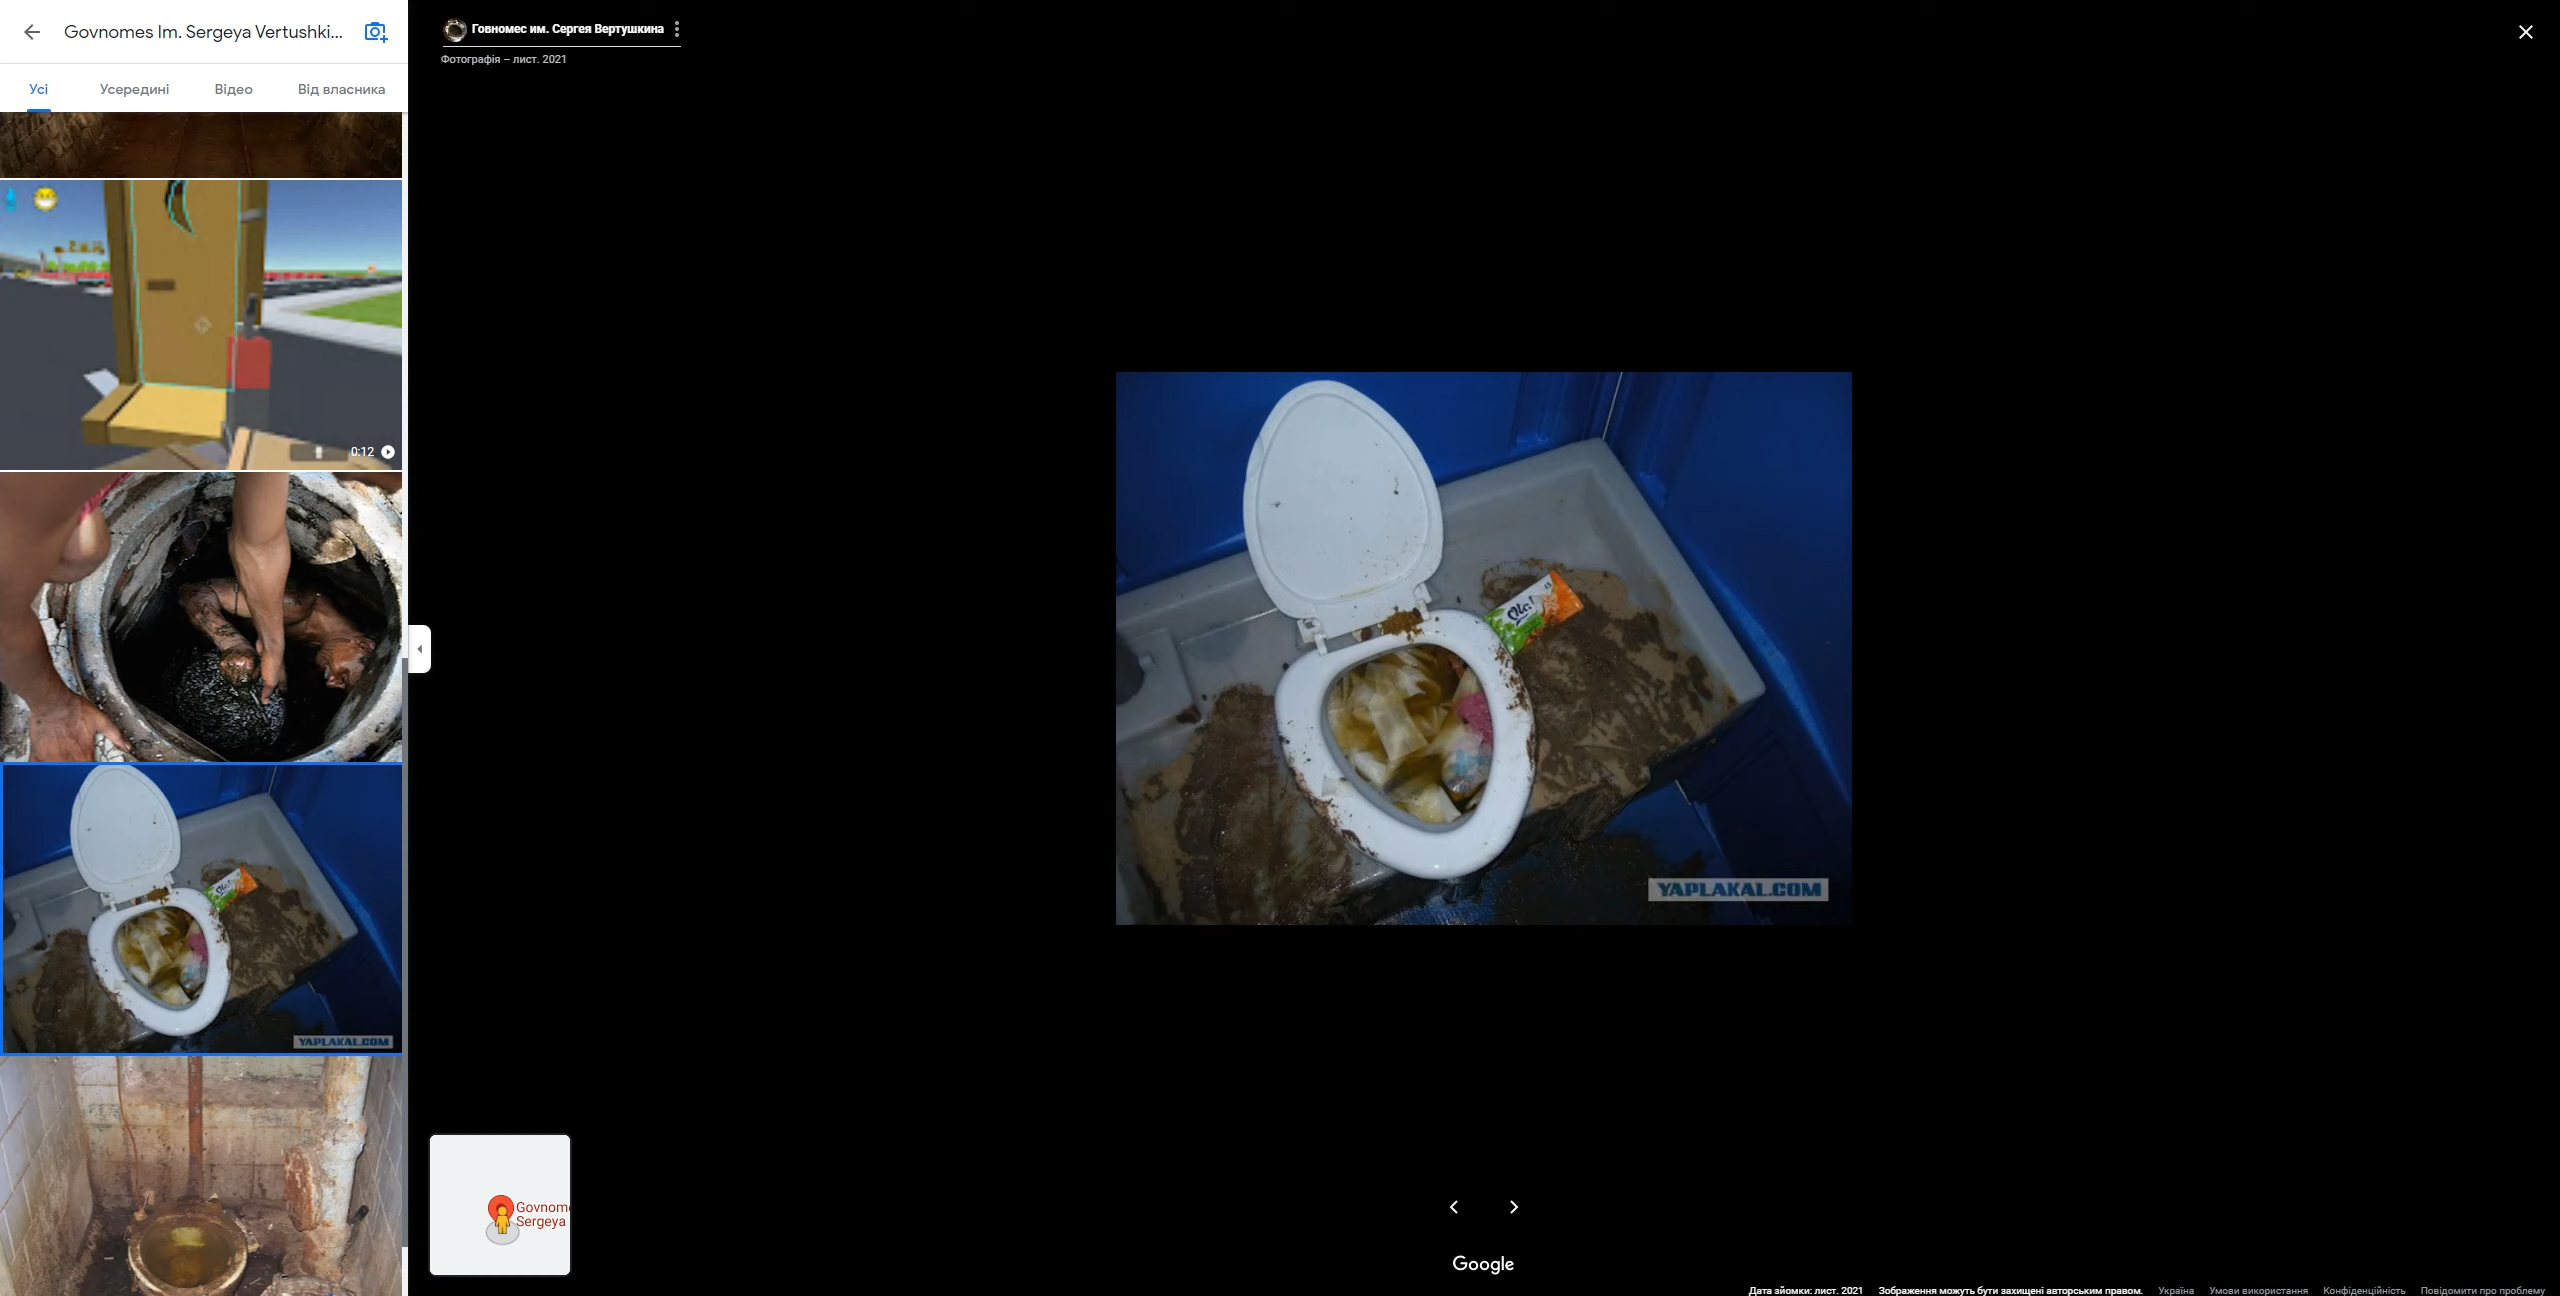 Govnomes Im. Sergeya Vertushki...
Усі
Усередині
Відео
Від власника
0:12
YAPLAKAL.COM
Говномес им. Сергея Вертушкина
Фотографія – лист. 2021
Ola!
YAPLAKAL.COM
Govnom
Sergeya
Google
Дата зйомки: лист. 2021 Зображення можуть бути захищені авторським правом. Україна Умови використання Конфіденційність Повідомити про проблему